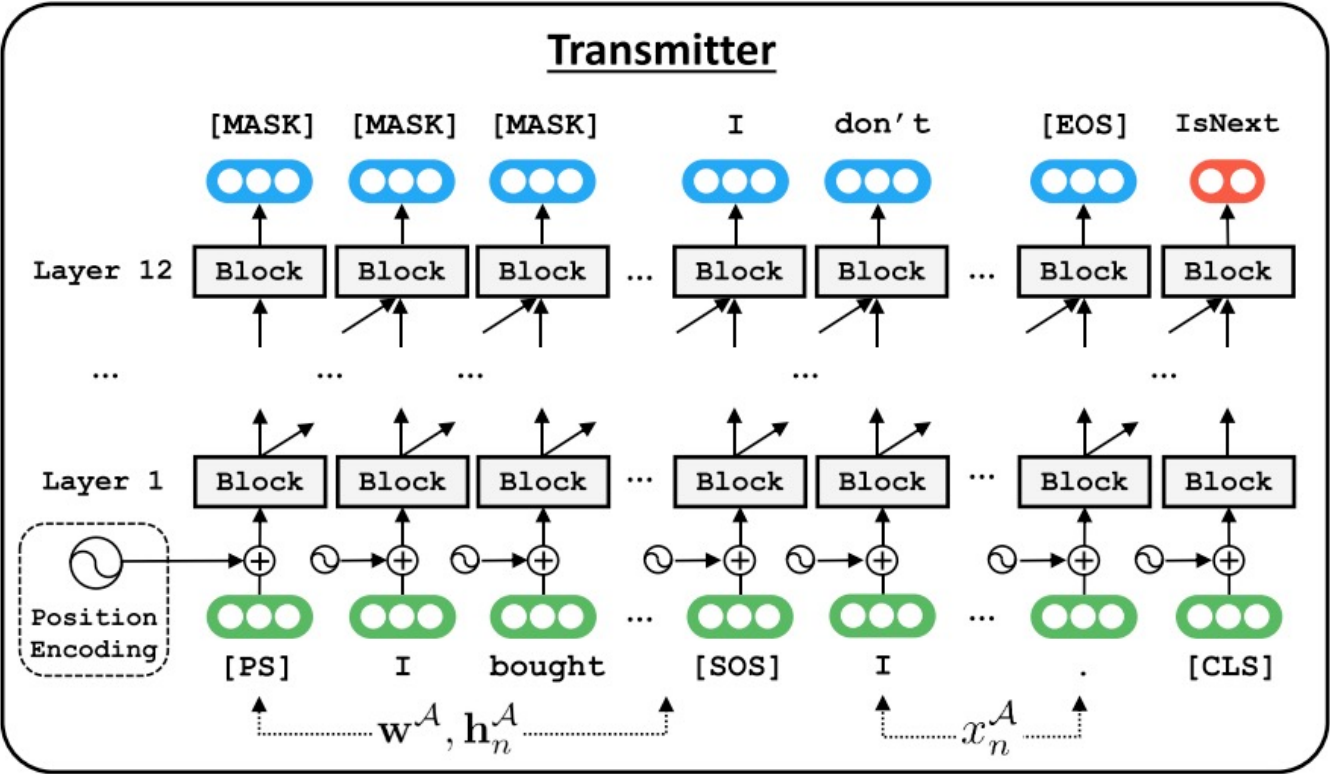 Transmitter
[MASK] [MASK] [MASK] I don't [EOS] IsNext
Layer 12 Block Block Block ... Block Block ... Block Block
... ... ... ... ...
Layer 1 Block Block Block ... Block Block ... Block Block
Position
Encoding
... ...
[PS] I bought [SOS] I . [CLS]
w^A, h_n^A x_n^A